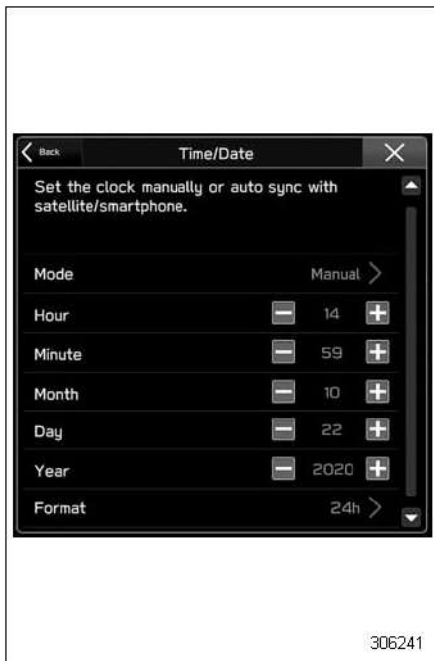 Back Time/Date
Set the clock manually or auto sync with
satellite/smartphone.
Mode Manual
Hour 14
Minute 59
Month 10
Day 22
Year 2020
Format 24h
306241